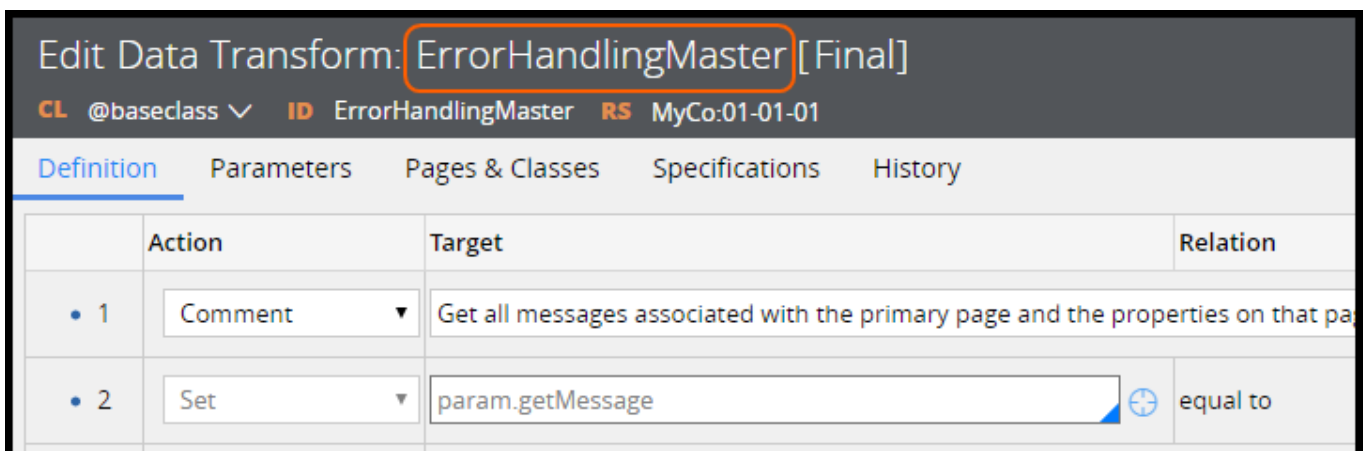 Edit Data Transform: ErrorHandlingMaster [Final]
CL @baseclass ID ErrorHandlingMaster RS MyCo:01-01-01
Definition Parameters Pages & Classes Specifications History
Action Target Relation
1 Comment Get all messages associated with the primary page and the properties on that
2 Set param.getMessage equal to